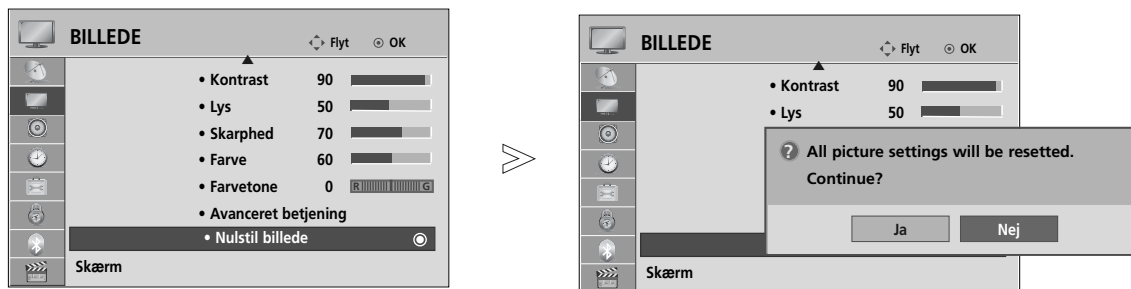 BILLEDE Flyt OK
• Kontrast 90
• Lys 50
• Skarphed 70
• Farve 60
• Farvetone 0 R G
• Avanceret betjening
• Nulstil billede
Skærm
BILLEDE Flyt OK
• Kontrast 90
• Lys 50
? All picture settings will be resetted.
Continue?
Ja Nej
Skærm